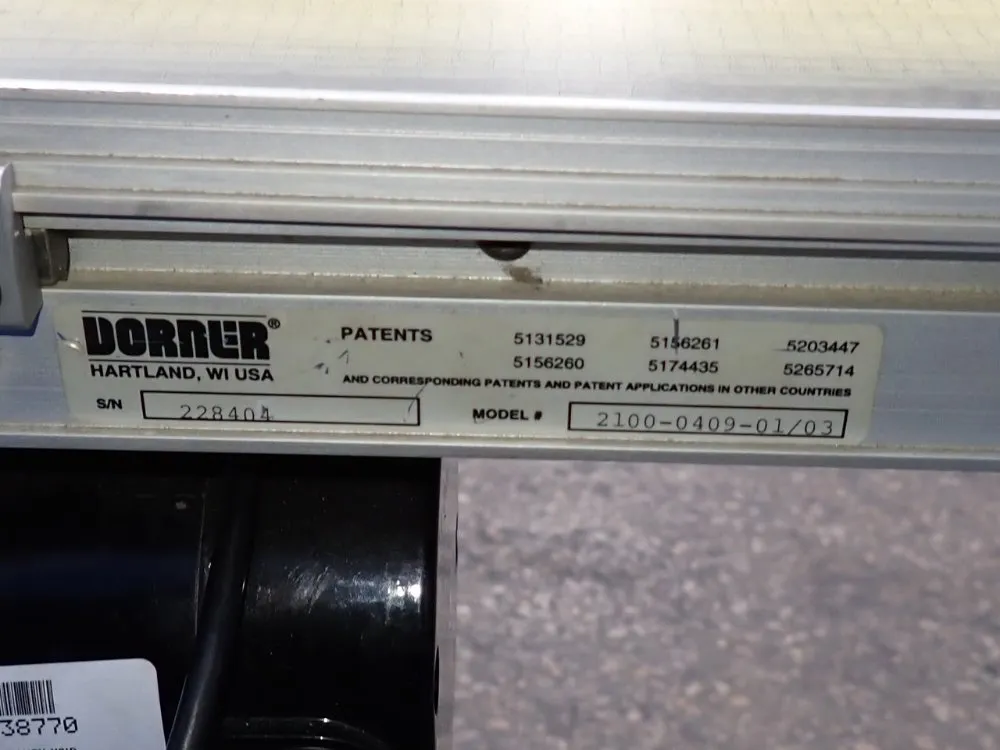 DORNER®
HARTLAND, WI USA
PATENTS 5131529 5156261 5203447
5156260 5174435 5265714
AND CORRESPONDING PATENTS AND PATENT APPLICATIONS IN OTHER COUNTRIES
S/N 228404 MODEL # 2100-0409-01/03
38770